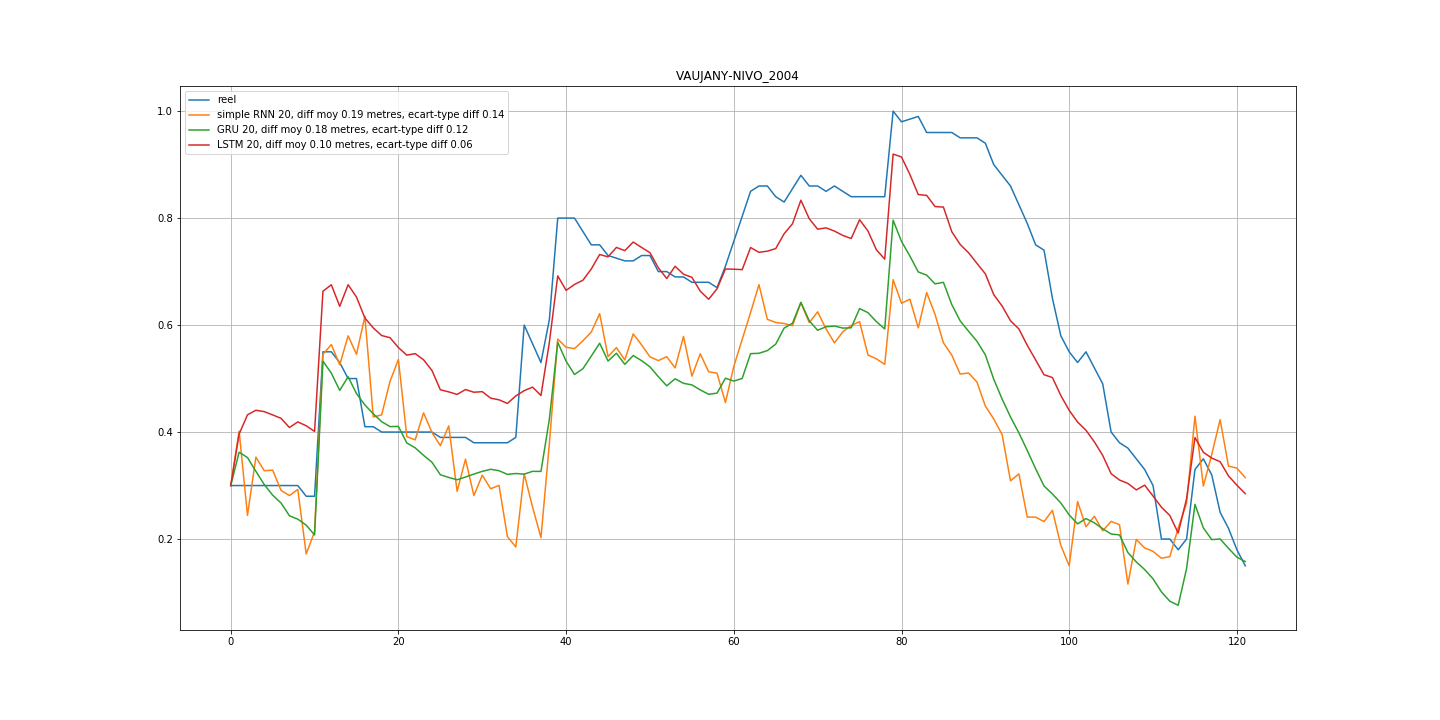 VAUJANY-NIVO_2004
reel
simple RNN 20, diff moy 0.19 metres, ecart-type diff 0.14
GRU 20, diff moy 0.18 metres, ecart-type diff 0.12
LSTM 20, diff moy 0.10 metres, ecart-type diff 0.06
1.0
0.8
0.6
0.4
0.2
0 20 40 60 80 100 120